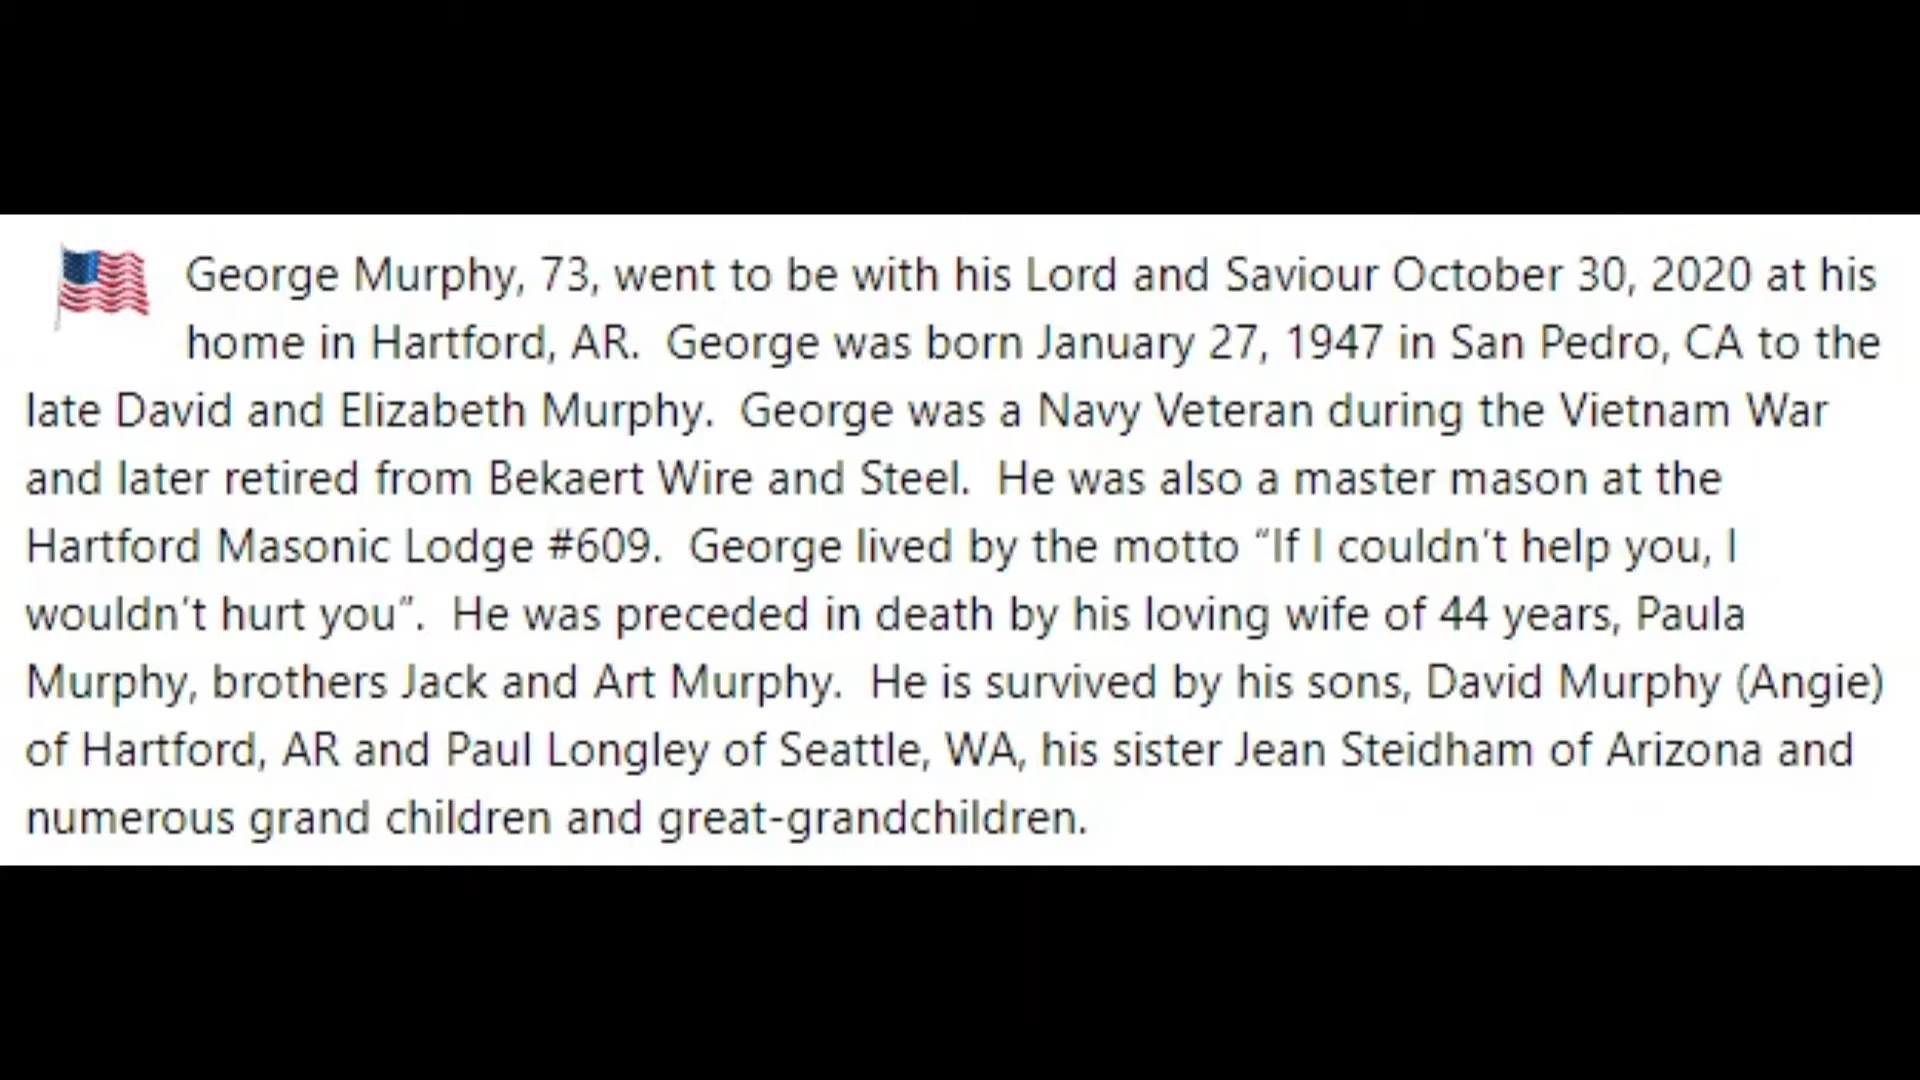 George Murphy, 73, went to be with his Lord and Saviour October 30, 2020 at his
home in Hartford, AR.  George was born January 27, 1947 in San Pedro, CA to the
late David and Elizabeth Murphy.  George was a Navy Veteran during the Vietnam War
and later retired from Bekaert Wire and Steel.  He was also a master mason at the
Hartford Masonic Lodge #609.  George lived by the motto “If I couldn’t help you, I
wouldn’t hurt you”.  He was preceded in death by his loving wife of 44 years, Paula
Murphy, brothers Jack and Art Murphy.  He is survived by his sons, David Murphy (Angie)
of Hartford, AR and Paul Longley of Seattle, WA, his sister Jean Steidham of Arizona and
numerous grand children and great-grandchildren.